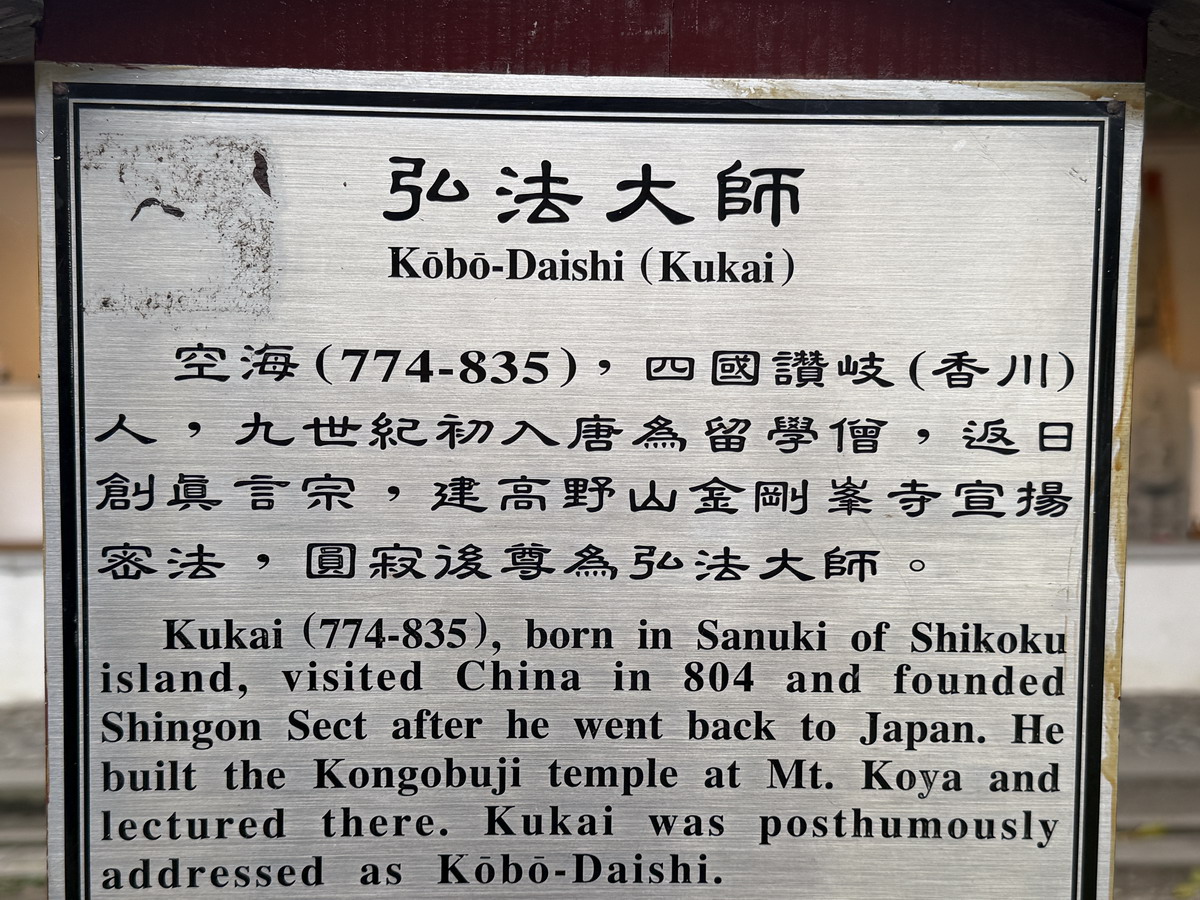 弘法大師
Kōbō-Daishi (Kukai)
空海(774-835)，四國讚岐(香川)
人，九世紀初入唐為留學僧，返日
創真言宗，建高野山金剛峯寺宣揚
密法，圓寂後尊為弘法大師。
Kukai (774-835), born in Sanuki of Shikoku
island, visited China in 804 and founded
Shingon Sect after he went back to Japan. He
built the Kongobuji temple at Mt. Koya and
lectured there. Kukai was posthumously
addressed as Kōbō-Daishi.